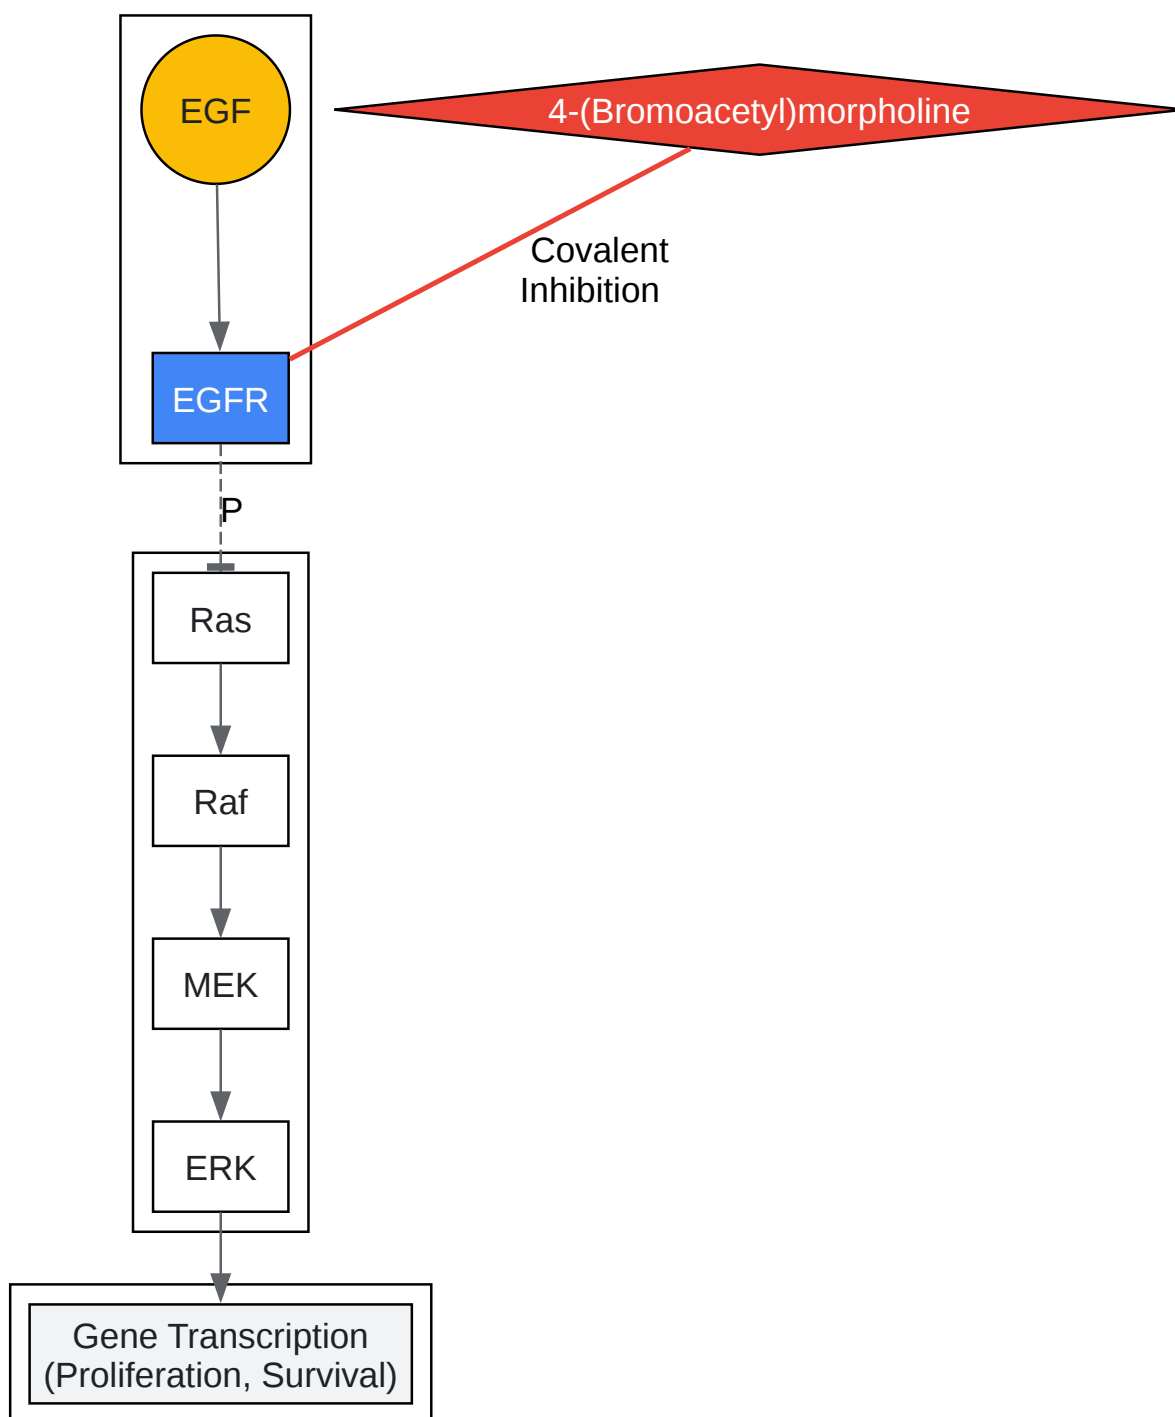 EGF
4-(Bromoacetyl)morpholine
Covalent
Inhibition
EGFR
P
Ras
Raf
MEK
ERK
Gene Transcription
(Proliferation, Survival)